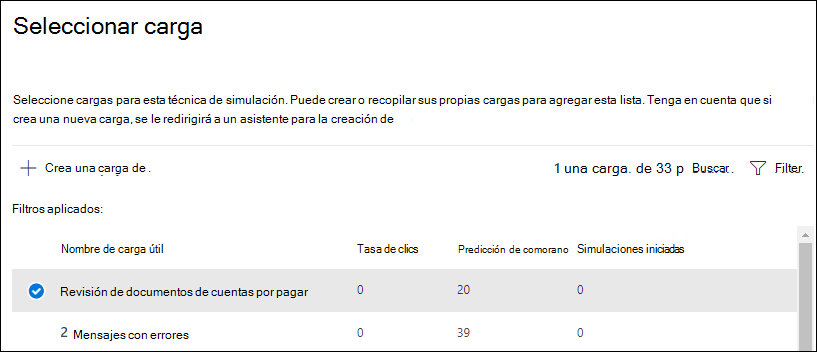 Seleccionar carga
Seleccione cargas para esta técnica de simulación. Puede crear o recopilar sus propias cargas para agregar esta lista. Tenga en cuenta que si
crea una nueva carga, se le redirigirá a un asistente para la creación de
Crea una carga de .
1 una carga. de 33 p Buscar. . Filter.
Filtros aplicados:
Nombre de carga útil Tasa de clics Predicción de comorano Simulaciones iniciadas
Revisión de documentos de cuentas por pagar 0 20 0
2 Mensajes con errores 0 39 0